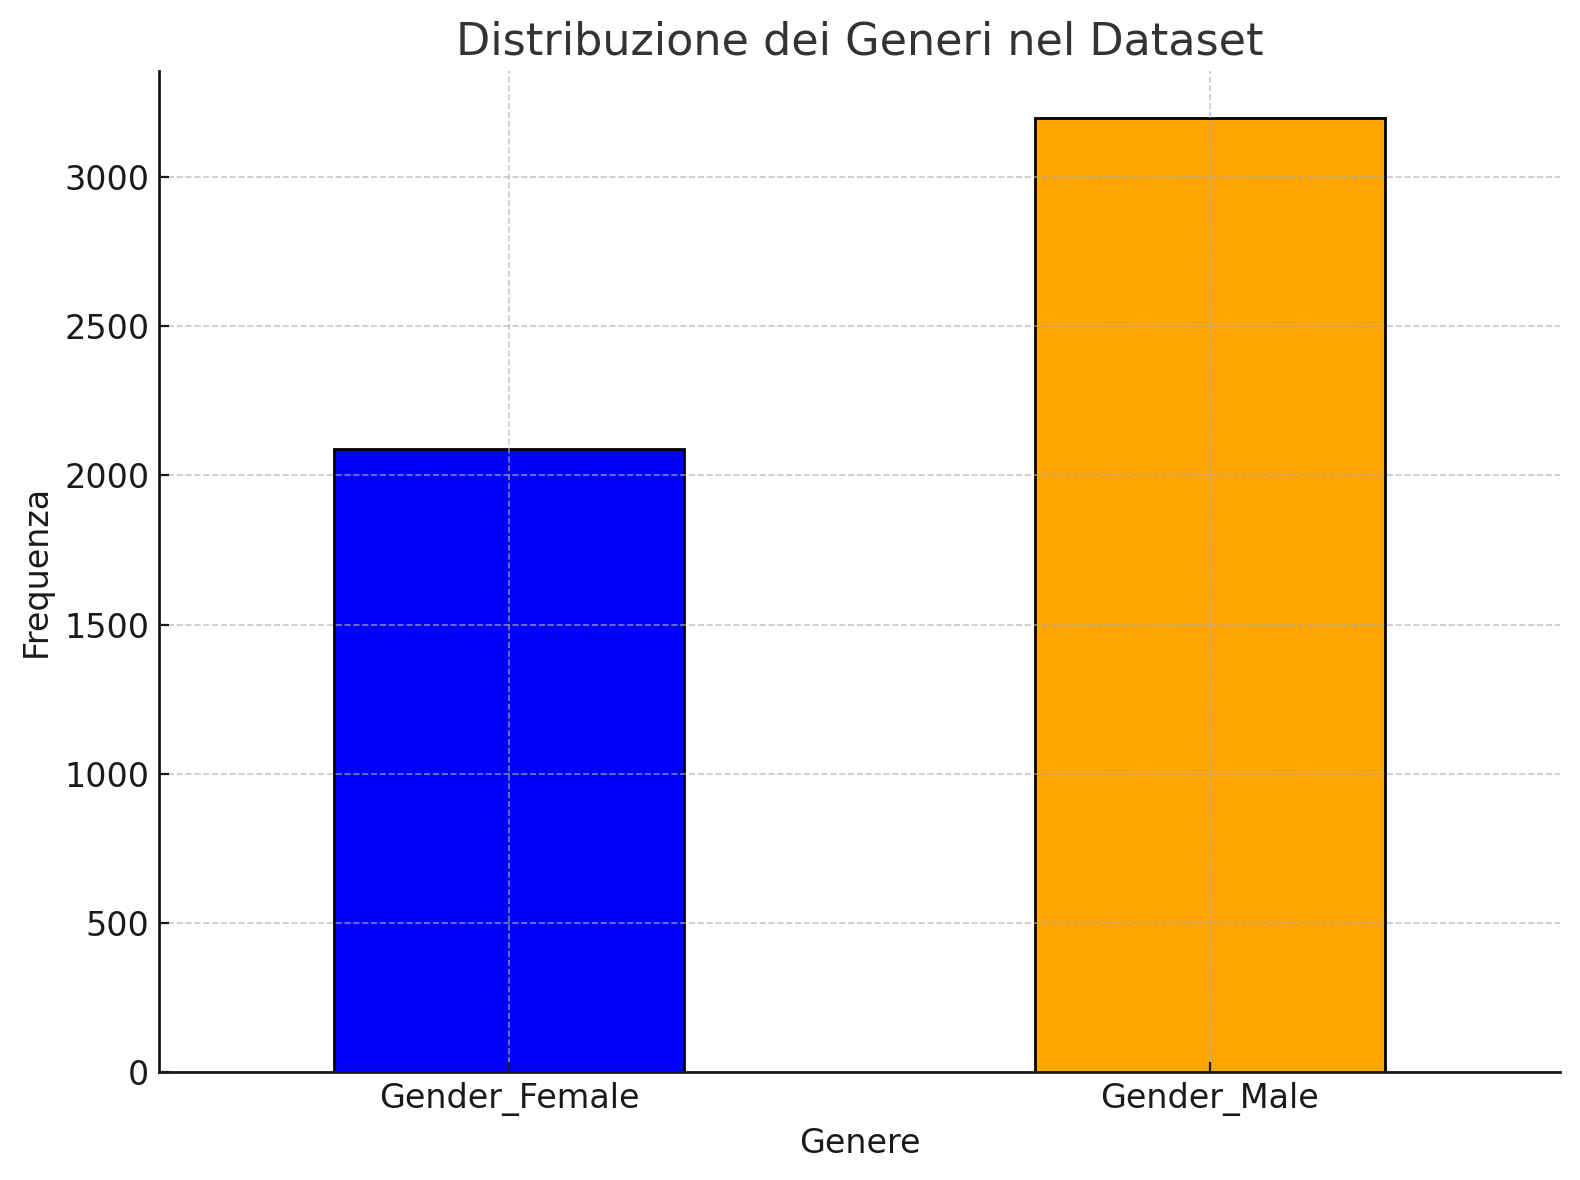 Distribuzione dei Generi nel Dataset
3000
2500
2000
1500
1000
500
0
Frequenza
Gender_Female
Gender_Male
Genere